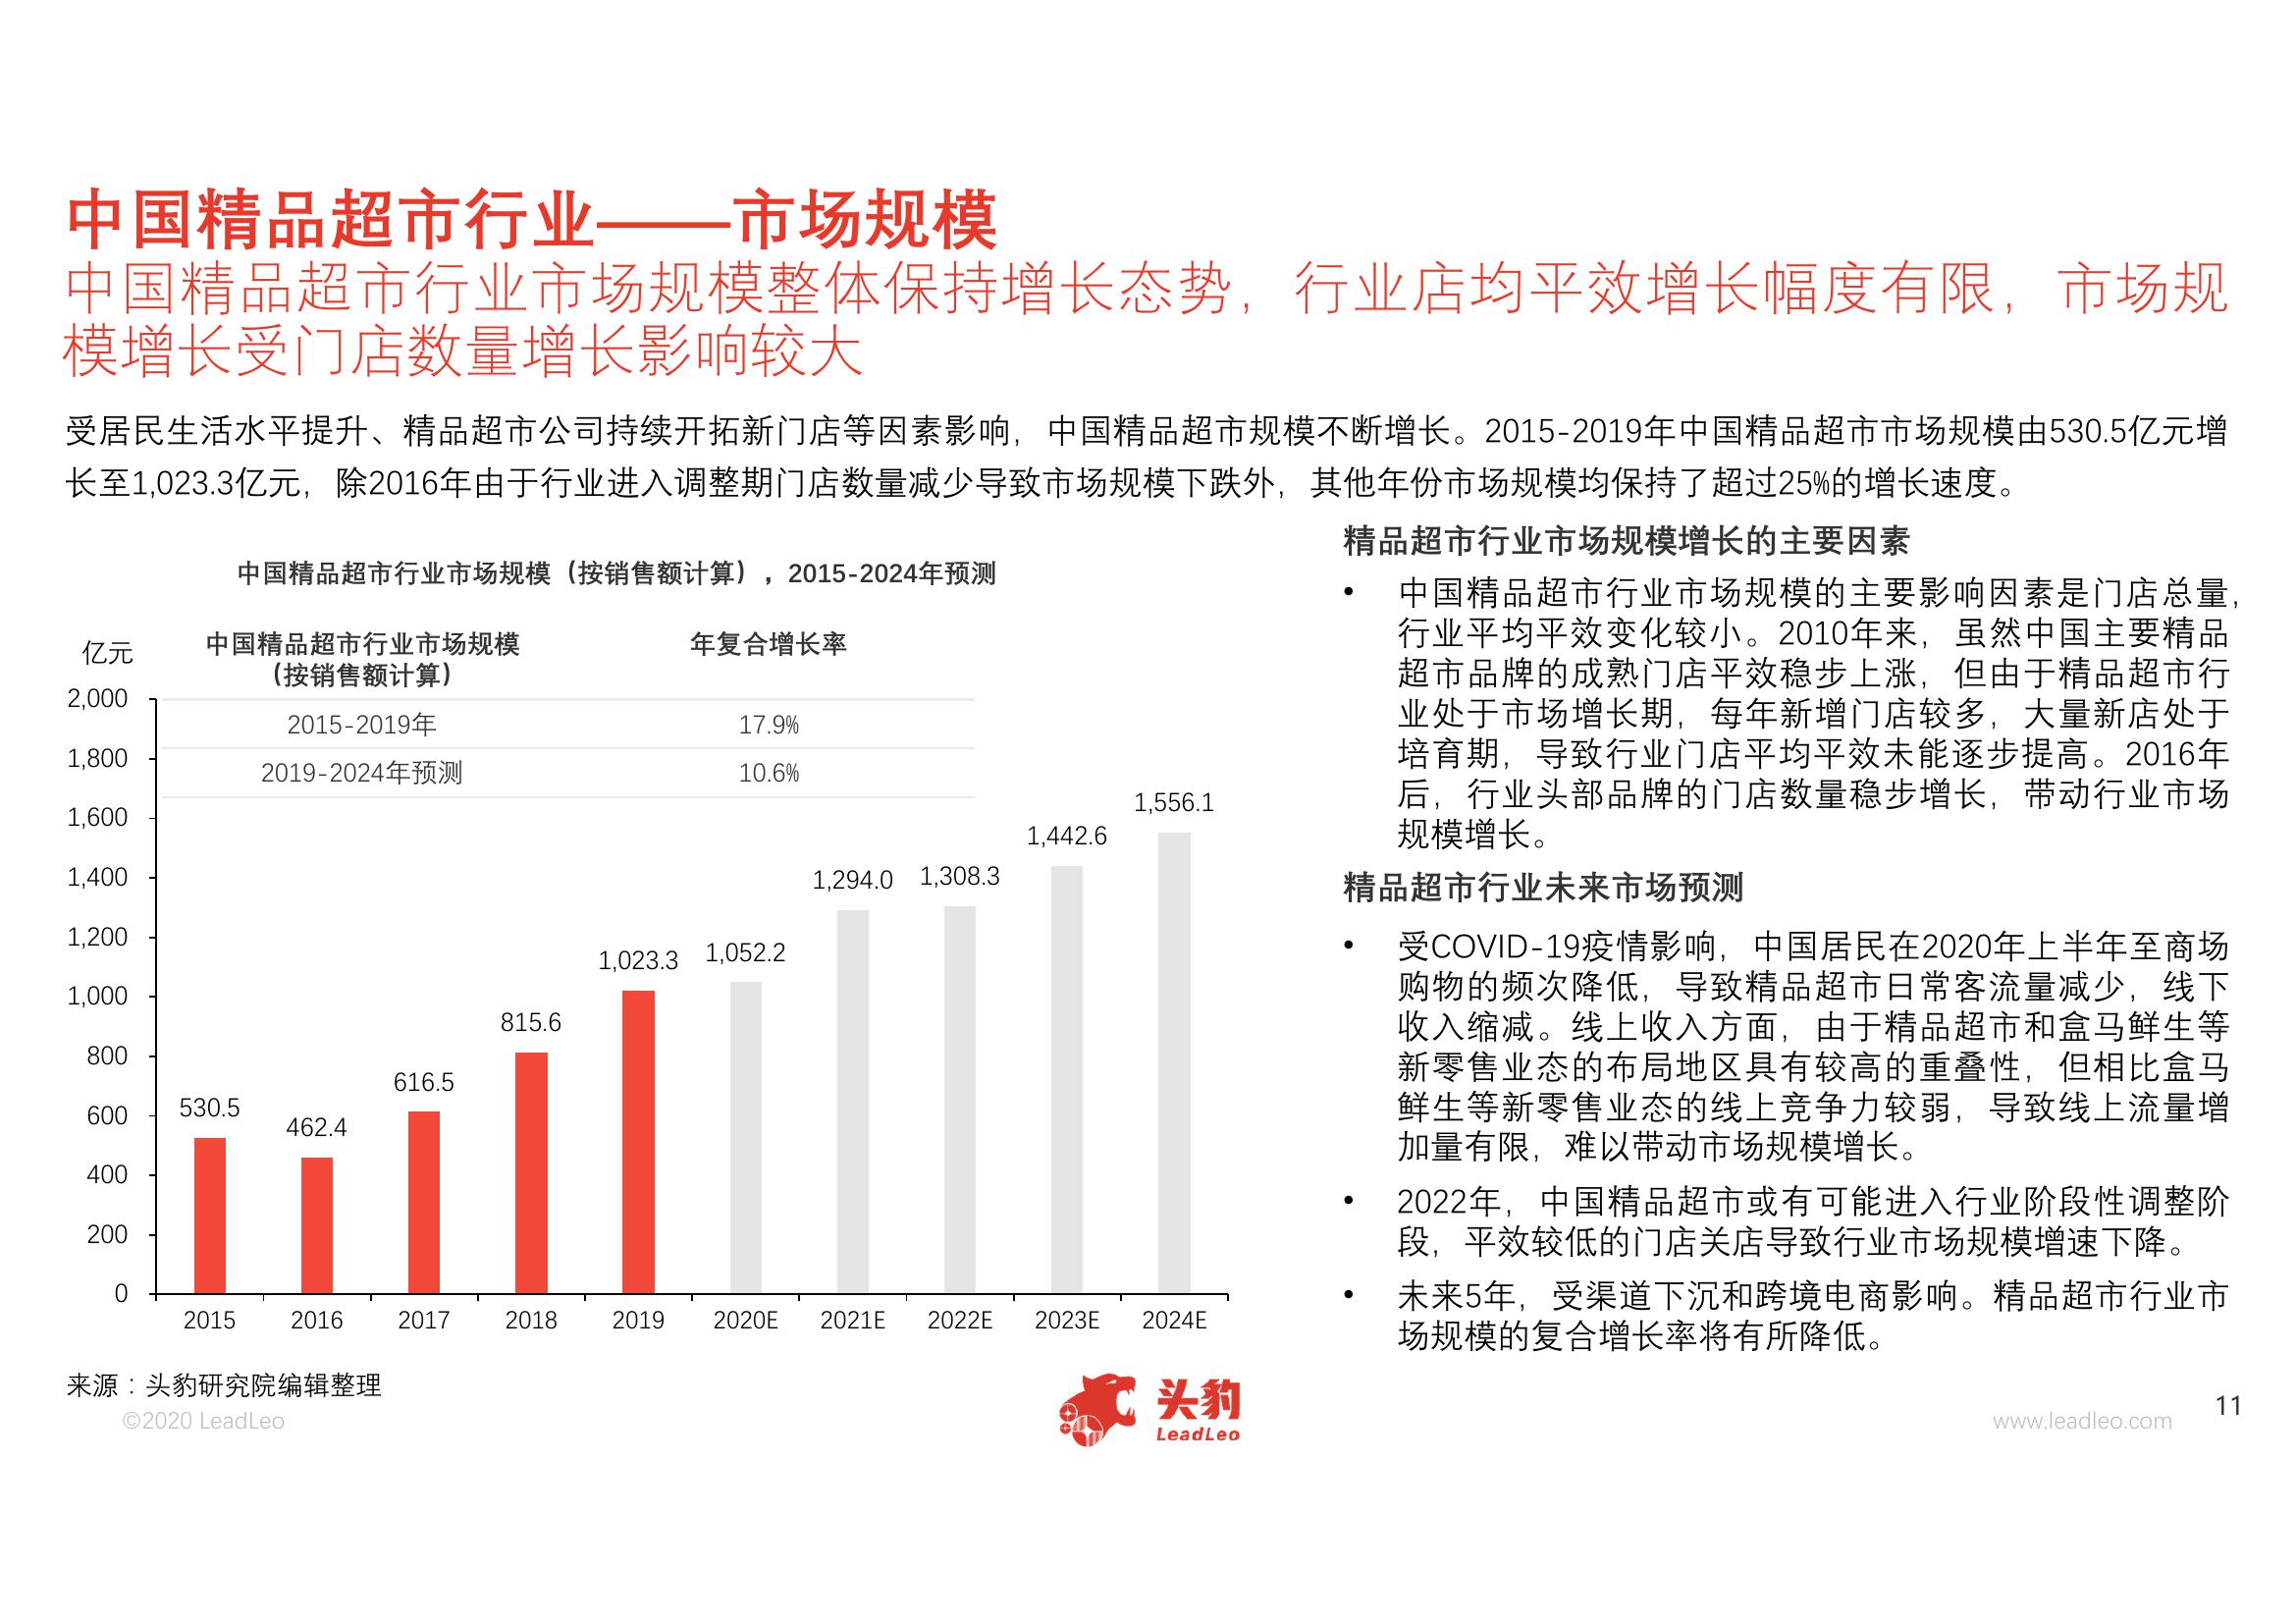 中国精品超市行业——市场规模
中国精品超市行业市场规模整体保持增长态势，行业店均平效增长幅度有限，市场规
模增长受门店数量增长影响较大
受居民生活水平提升、精品超市公司持续开拓新门店等因素影响，中国精品超市规模不断增长。2015-2019年中国精品超市市场规模由530.5亿元增
长至1,023.3亿元，除2016年由于行业进入调整期门店数量减少导致市场规模下跌外，其他年份市场规模均保持了超过25%的增长速度。
中国精品超市行业市场规模（按销售额计算），2015-2024年预测
亿元
中国精品超市行业市场规模 年复合增长率
（按销售额计算）
2015-2019年 17.9%
2019-2024年预测 10.6%
2,000
1,800
1,600
1,400
1,200
1,000
800
600
400
200
0
530.5
462.4
616.5
815.6
1,023.3
1,052.2
1,294.0
1,308.3
1,442.6
1,556.1
2015 2016 2017 2018 2019 2020E 2021E 2022E 2023E 2024E
精品超市行业市场规模增长的主要因素
• 中国精品超市行业市场规模的主要影响因素是门店总量，
行业平均平效变化较小。2010年来，虽然中国主要精品
超市品牌的成熟门店平效稳步上涨，但由于精品超市行
业处于市场增长期，每年新增门店较多，大量新店处于
培育期，导致行业门店平均平效未能逐步提高。2016年
后，行业头部品牌的门店数量稳步增长，带动行业市场
规模增长。
精品超市行业未来市场预测
• 受COVID-19疫情影响，中国居民在2020年上半年至商场
购物的频次降低，导致精品超市日常客流量减少，线下
收入缩减。线上收入方面，由于精品超市和盒马鲜生等
新零售业态的布局地区具有较高的重叠性，但相比盒马
鲜生等新零售业态的线上竞争力较弱，导致线上流量增
加量有限，难以带动市场规模增长。
• 2022年，中国精品超市或有可能进入行业阶段性调整阶
段，平效较低的门店关店导致行业市场规模增速下降。
• 未来5年，受渠道下沉和跨境电商影响。精品超市行业市
场规模的复合增长率将有所降低。
来源：头豹研究院编辑整理
©2020 LeadLeo
头豹
LeadLeo
www.leadleo.com
11